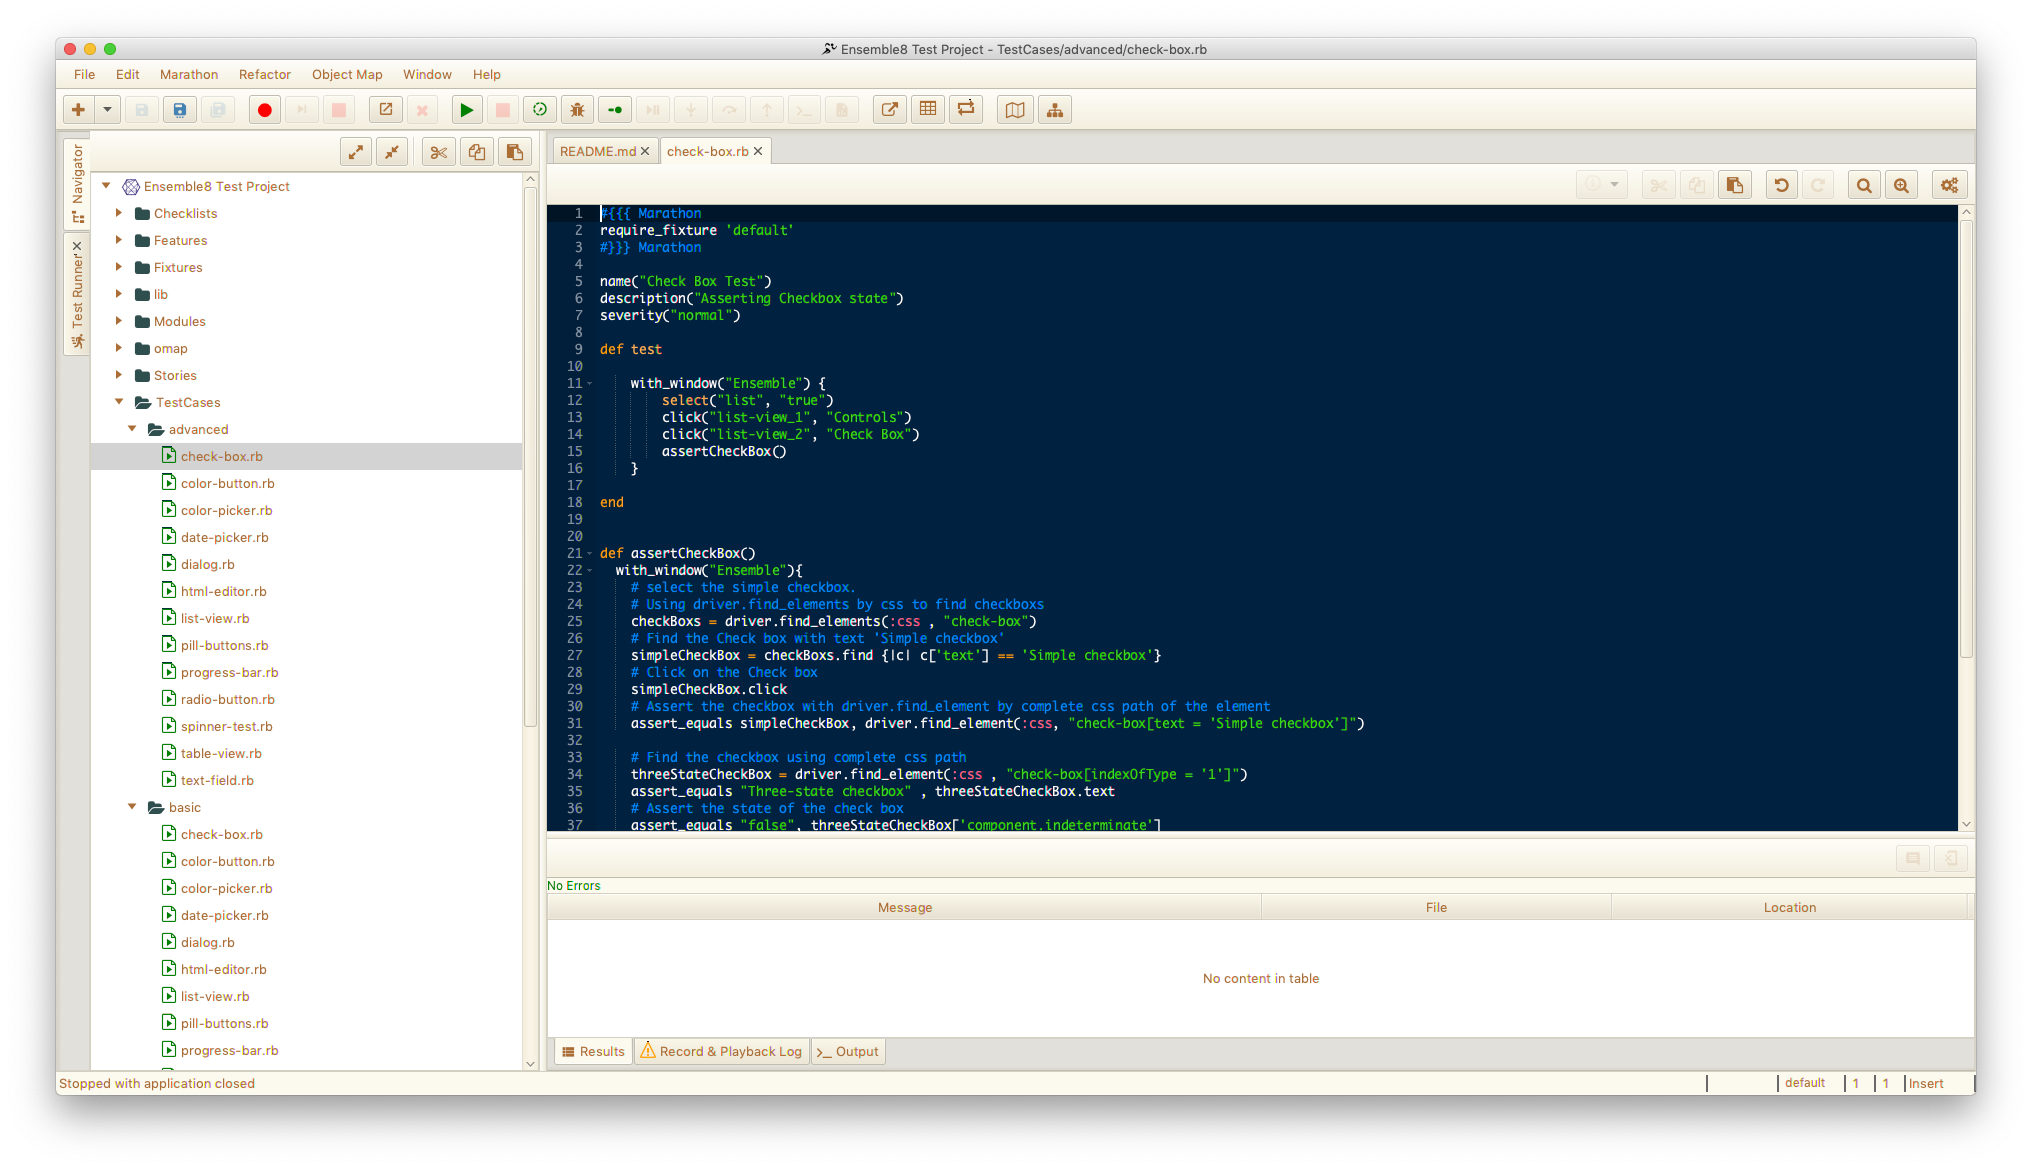 Ensemble8 Test Project - TestCases/advanced/check-box.rb
File Edit Marathon Refactor Object Map Window Help
Navigator
Test Runner
Ensemble8 Test Project
Checklists
Features
Fixtures
lib
Modules
omap
Stories
TestCases
advanced
check-box.rb
color-button.rb
color-picker.rb
date-picker.rb
dialog.rb
html-editor.rb
list-view.rb
pill-buttons.rb
progress-bar.rb
radio-button.rb
spinner-test.rb
table-view.rb
text-field.rb
basic
check-box.rb
color-button.rb
color-picker.rb
date-picker.rb
dialog.rb
html-editor.rb
list-view.rb
pill-buttons.rb
progress-bar.rb
README.md check-box.rb
1 #{{{ Marathon
2 require_fixture 'default'
3 #}}} Marathon
4
5 name("Check Box Test")
6 description("Asserting Checkbox state")
7 severity("normal")
8
9 def test
10
11 with_window("Ensemble") {
12 select("list", "true")
13 click("list-view_1", "Controls")
14 click("list-view_2", "Check Box")
15 assertCheckBox()
16 }
17
18 end
19
20
21 def assertCheckBox()
22 with_window("Ensemble"){
23 # select the simple checkbox.
24 # Using driver.find_elements by css to find checkboxs
25 checkBoxs = driver.find_elements(:css , "check-box")
26 # Find the Check box with text 'Simple checkbox'
27 simpleCheckBox = checkBoxs.find {|c| c['text'] == 'Simple checkbox'}
28 # Click on the Check box
29 simpleCheckBox.click
30 # Assert the checkbox with driver.find_element by complete css path of the element
31 assert_equals simpleCheckBox, driver.find_element(:css, "check-box[text = 'Simple checkbox']")
32
33 # Find the checkbox using complete css path
34 threeStateCheckBox = driver.find_element(:css , "check-box[indexOfType = '1']")
35 assert_equals "Three-state checkbox" , threeStateCheckBox.text
36 # Assert the state of the check box
37 assert_equals "false", threeStateCheckBox['component.indeterminate']
No Errors
Message File Location
No content in table
Results Record & Playback Log Output
Stopped with application closed default 1 1 Insert